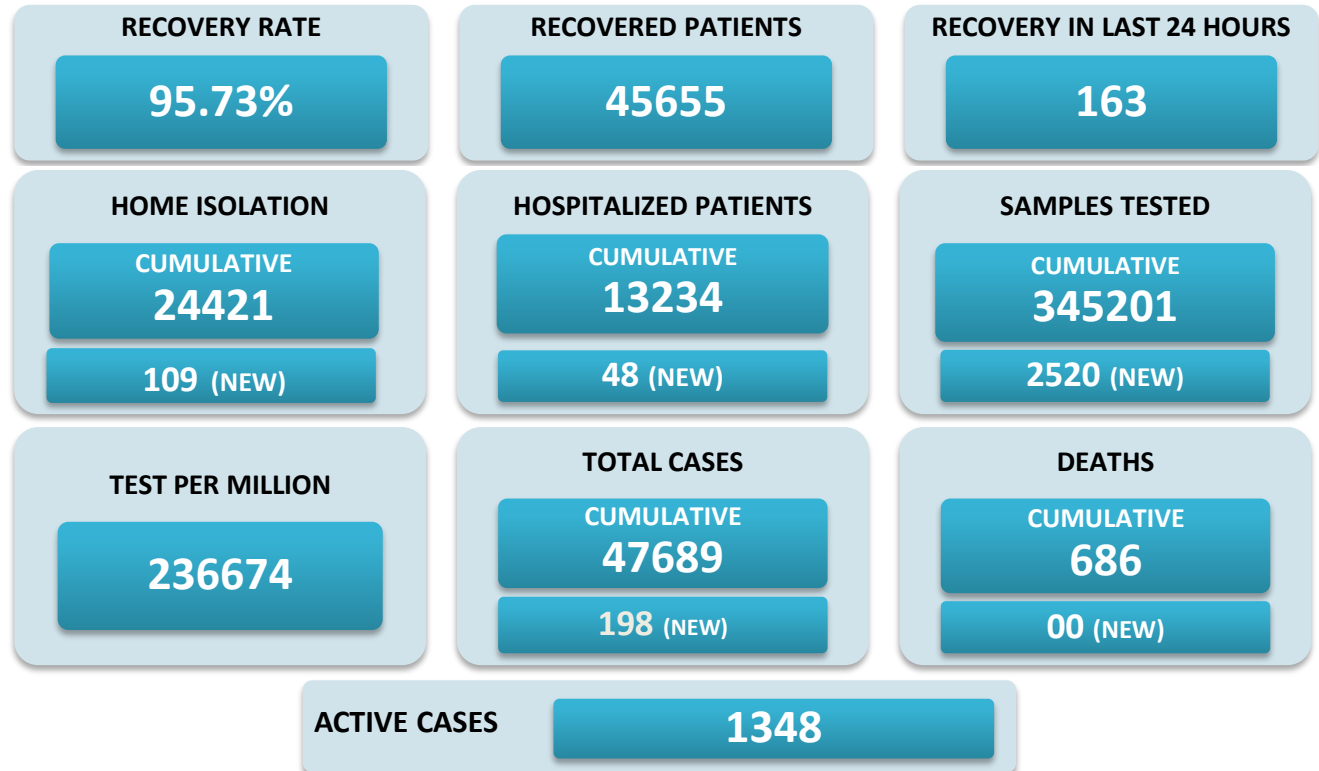 RECOVERY RATE
95.73%
RECOVERED PATIENTS
45655
RECOVERY IN LAST 24 HOURS
163
HOME ISOLATION
CUMULATIVE
24421
109 (NEW)
HOSPITALIZED PATIENTS
CUMULATIVE
13234
48 (NEW)
SAMPLES TESTED
CUMULATIVE
345201
2520 (NEW)
TEST PER MILLION
236674
TOTAL CASES
CUMULATIVE
47689
198 (NEW)
DEATHS
CUMULATIVE
686
00 (NEW)
ACTIVE CASES
1348